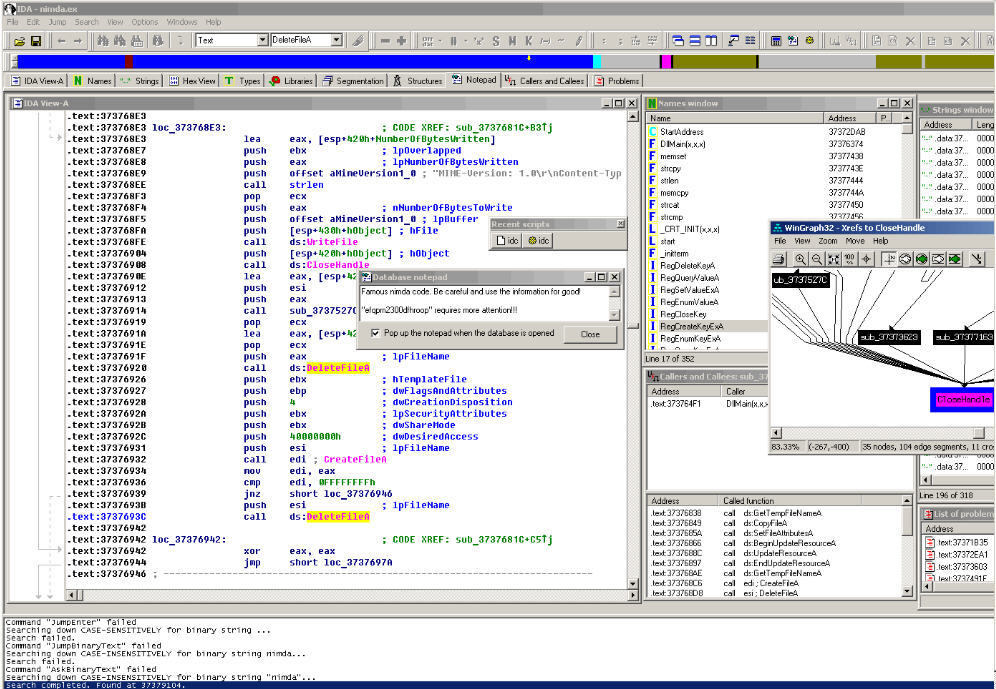 IDA - nimda.ex
File Edit Jump Search View Options Windows Help
Text DeleteFileA
IDA View-A Names Strings Hex View Types Libraries Segmentation Structures Notepad Callers and Callees Problems
IDA View-A
.text:373768E3
.text:373768E3 loc_373768E3: ; CODE XREF: sub_3737681C+B3↑j
.text:373768E3 lea eax, [esp+420h+NumberOfBytesWritten]
.text:373768E7 push ebx ; lpOverlapped
.text:373768E8 push eax ; lpNumberOfBytesWritten
.text:373768E9 push offset aMimeVersion1_0 ; "MIME-Version: 1.0\r\nContent-Typ
.text:373768EE call strlen
.text:373768F3 pop ecx
.text:373768F4 push eax ; nNumberOfBytesToWrite
.text:373768F5 push offset aMimeVersion1_0 ; lpBuffer
.text:373768FA push [esp+430h+hObject] ; hFile
.text:373768FE call ds:WriteFile
.text:37376904 push [esp+420h+hObject] ; hObject
.text:37376908 call ds:CloseHandle
.text:3737690E lea eax, [esp+42
.text:37376912 push esi
.text:37376913 push eax
.text:37376914 call sub_3737527C
.text:37376919 pop ecx
.text:3737691A lea eax, [esp+42
.text:3737691E pop ecx
.text:3737691F push eax ; lpFileName
.text:37376920 call ds:DeleteFileA
.text:37376926 push ebx ; hTemplateFile
.text:37376927 push ebp ; dwFlagsAndAttributes
.text:37376928 push 4 ; dwCreationDisposition
.text:3737692A push ebx ; lpSecurityAttributes
.text:3737692B push ebx ; dwShareMode
.text:3737692C push 40000000h ; dwDesiredAccess
.text:37376931 push esi ; lpFileName
.text:37376932 call edi ; CreateFileA
.text:37376934 mov edi, eax
.text:37376936 cmp edi, 0FFFFFFFFh
.text:37376939 jnz short loc_37376946
.text:3737693B push esi ; lpFileName
.text:3737693C call ds:DeleteFileA
.text:37376942
.text:37376942 loc_37376942: ; CODE XREF: sub_3737681C+C5↑j
.text:37376942 xor eax, eax
.text:37376944 jmp short loc_3737697A
.text:37376946 ; ---------------------------------------------------------------
Recent scripts
idc idc
Database notepad
Famous nimda code. Be careful and use the information for good!
requires more attention!!!
Pop up the notepad when the database is opened
Close
Names window
Name Address P
StartAddress 37372DAB
DllMain(x,x,x) 37376374
memset 37377438
strcpy 3737743E
strlen 37377444
memcpy 3737744A
strcat 37377450
strcmp 37377456
_CRT_INIT(x,x,x)
start
_initterm
RegDeleteKeyA
RegQueryValueA
RegSetValueExA
RegEnumValueA
RegCloseKey
RegCreateKeyExA
RegEnumKeyExA
Line 17 of 352
Strings window
Address Length
.data:37... 0000
WinGraph32 - Xrefs to CloseHandle
File View Zoom Move Help
ub_3737527C
sub_37373623
sub_37377163
CloseHandle
83.33% (-267,-400) 35 nodes, 104 edge segments, 11 cros
.data:37... 0000
Line 196 of 318
Callers and Callees: sub_37
Address Caller
.text:373764F1 DllMain(x,x,x
Address Called function
.text:37376838 call ds:GetTempFileNameA
.text:37376849 call ds:CopyFileA
.text:3737685A call ds:SetFileAttributesA
.text:37376866 call ds:BeginUpdateResourceA
.text:3737688C call ds:UpdateResourceA
.text:37376897 call ds:EndUpdateResourceA
.text:373768AE call ds:GetTempFileNameA
.text:373768C6 call edi ; CreateFileA
.text:373768D8 call esi ; DeleteFileA
List of problem
Address
.text:37371B35
.text:37372EA1
.text:37373603
.text:3737491F
Command "JumpEnter" failed
Searching down CASE-SENSITIVELY for binary string ...
Search failed.
Command "JumpBinaryText" failed
Searching down CASE-INSENSITIVELY for binary string nimda...
Search failed.
Command "AskBinaryText" failed
Searching down CASE-INSENSITIVELY for binary string "nimda"...
Search completed. Found at 37379104.